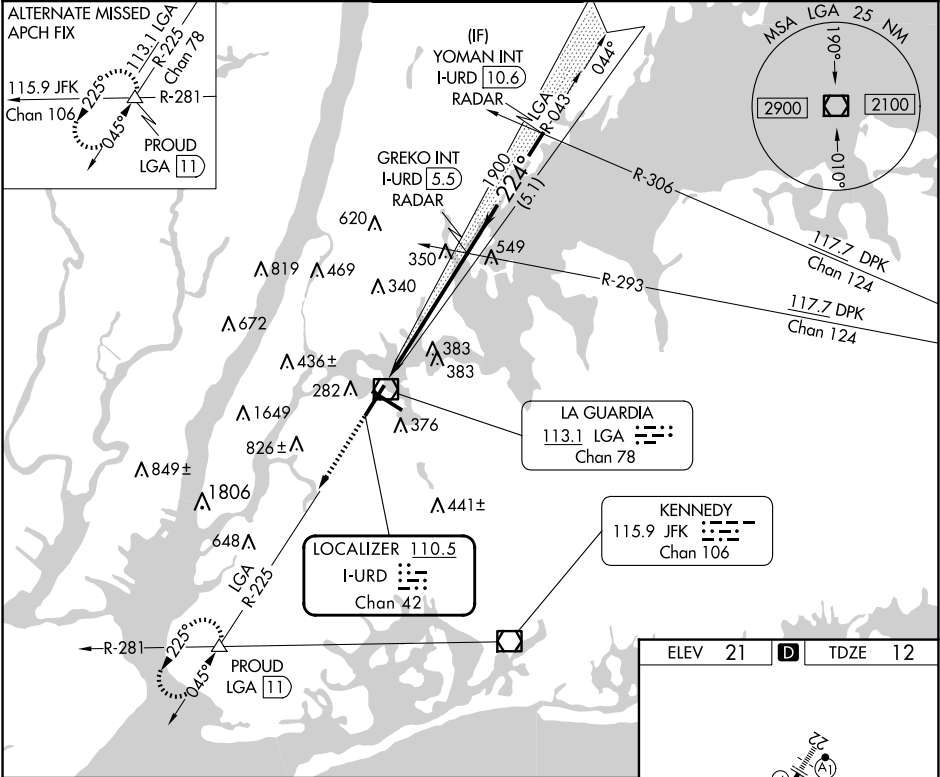 ALTERNATE MISSED
APCH FIX
113.1 LGA
R-225
Chan 78
115.9 JFK
Chan 106
225°
045°
R-281
PROUD
LGA 11
(IF)
YOMAN INT
I-URD 10.6
RADAR
LGA
R-043
044°
MSA LGA 25 NM
190°
2900
2100
010°
GREKO INT
I-URD 5.5
RADAR
1900
224°
(5.1)
R-306
117.7 DPK
Chan 124
R-293
117.7 DPK
Chan 124
620
350
549
819
469
340
672
383
383
436±
282
1649
376
826±
849±
1806
441±
648
LA GUARDIA
113.1 LGA
Chan 78
KENNEDY
115.9 JFK
Chan 106
LOCALIZER 110.5
I-URD
Chan 42
LGA
R-225
R-281
225°
045°
PROUD
LGA 11
ELEV 21 D TDZE 12
22
A1